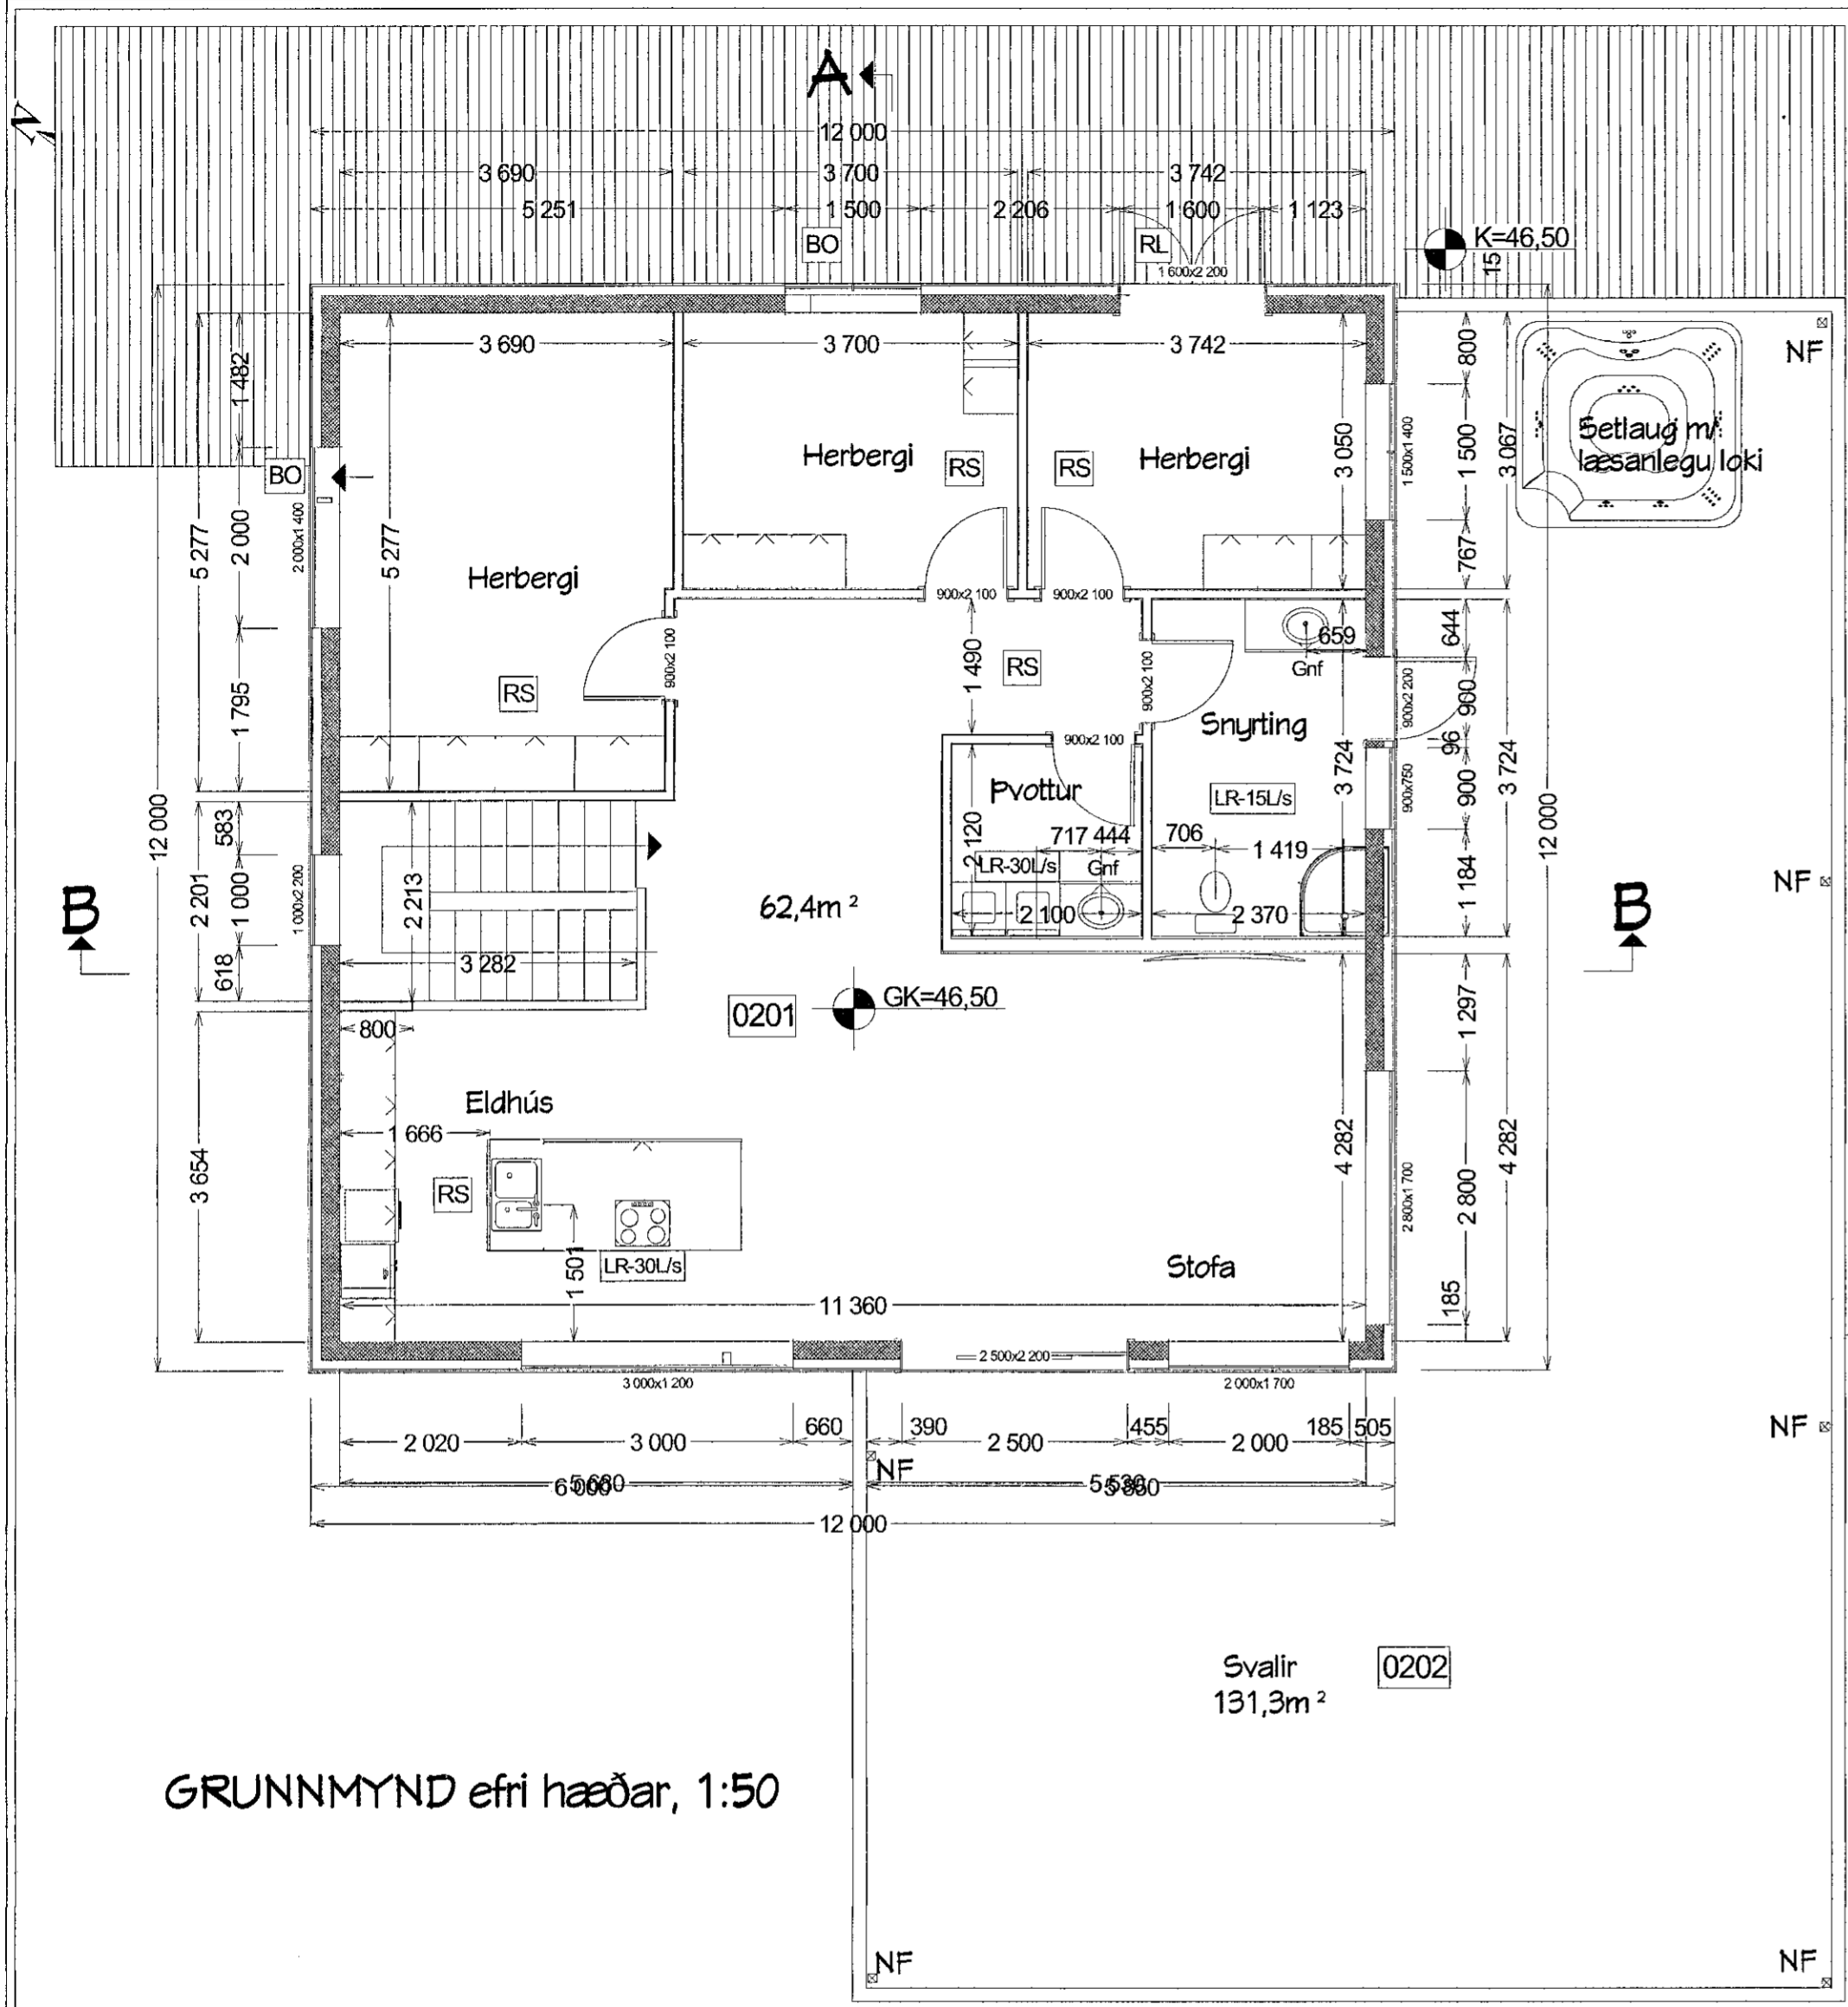 N
A
12 000
3 690
3 700
3 742
5 251
1 500
2 206
1 600
1 123
BO
RL
1 600x2 200
K=46,50
15
3 690
3 700
3 742
NF
1 482
800
Setlaug m/
læsanlegu loki
Herbergi
RS
RS
Herbergi
3 050
1 500x1 400
1 500
3 067
BO
5 277
2 000
2 000x1 400
5 277
Herbergi
767
900x2 100
900x2 100
659
644
Gnf
1 490
RS
900x2 100
900x2 100
RS
Snyrting
900x2 200
900
1 795
900x2 100
96
Þvottur
LR-15L/s
3 724
900x750
900
3 724
12 000
12 000
583
717
444
706
1 419
2 120
LR-30L/s
Gnf
1 184
NF
B
2 201
1 000
1 000x2 200
2 213
62,4m²
2 100
2 370
B
618
3 282
0201
GK=46,50
800
1 297
Eldhús
1 666
3 654
RS
4 282
2 800x1 700
2 800
4 282
LR-30L/s
1 501
Stofa
11 360
185
2 500x2 200
3 000x1 200
2 000x1 700
2 020
3 000
660
390
2 500
455
2 000
185
505
NF
NF
6 000
12 000
Svalir
0202
131,3m²
GRUNNMYND efri hæðar, 1:50
NF
NF